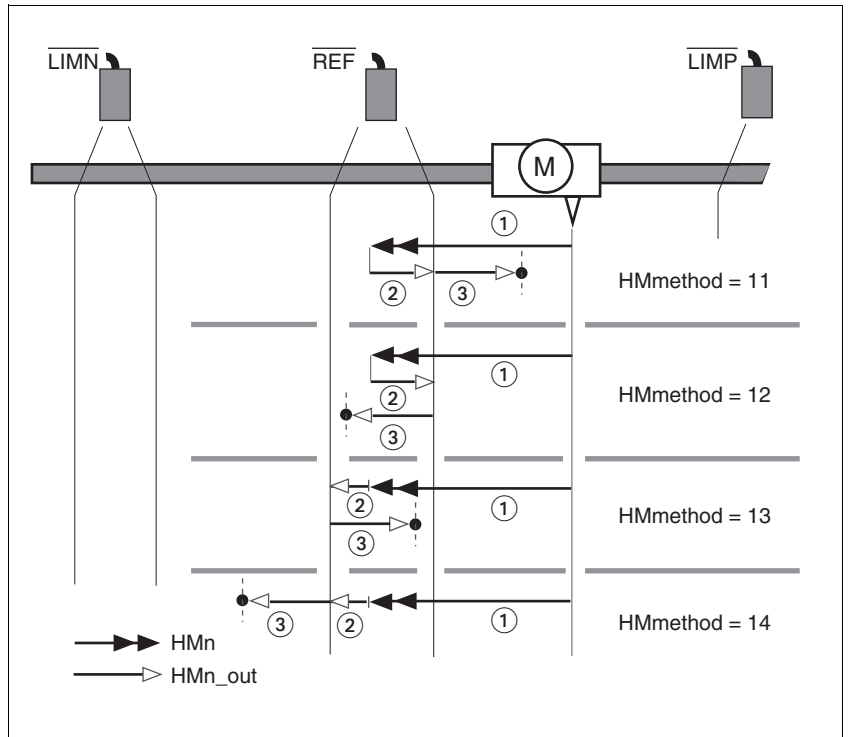 LIMN REF LIMP
M
1
2 3
HMmethod = 11
1
2
3
HMmethod = 12
2 1
3
HMmethod = 13
3 2 1
HMmethod = 14
HMn
HMn_out